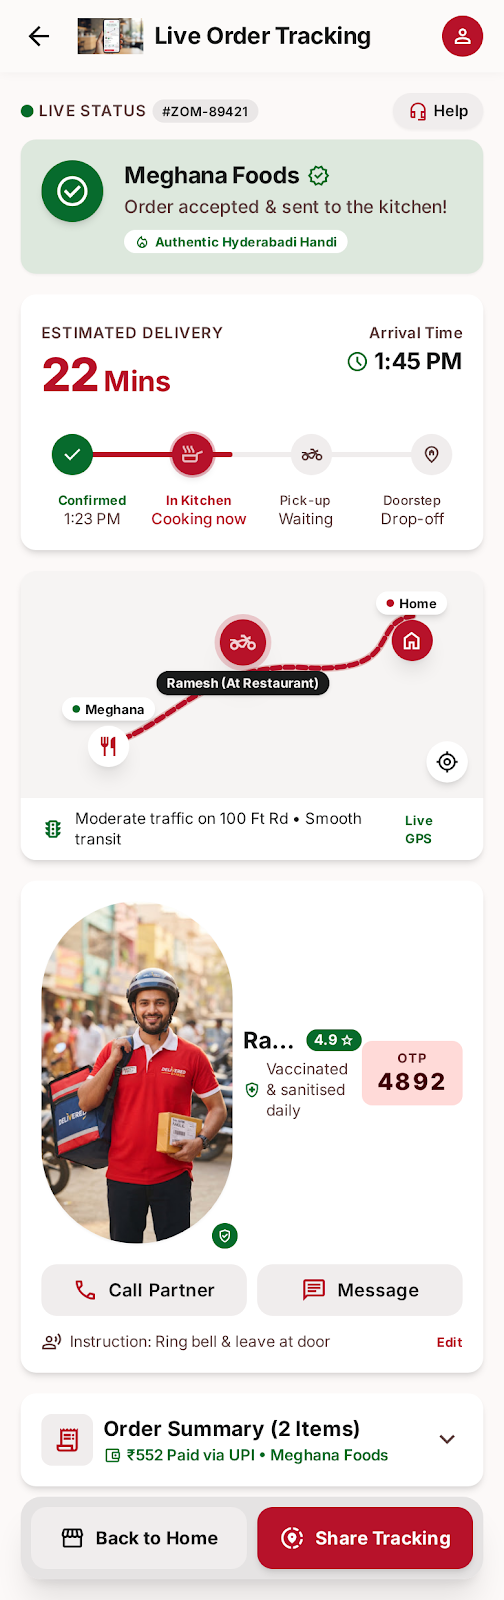 Live Order Tracking
LIVE STATUS
#ZOM-89421
Help
Meghana Foods
Order accepted & sent to the kitchen!
Authentic Hyderabadi Handi
ESTIMATED DELIVERY
Arrival Time
22 Mins
1:45 PM
Confirmed
In Kitchen
Pick-up
Doorstep
1:23 PM
Cooking now
Waiting
Drop-off
Home
Ramesh (At Restaurant)
Meghana
Moderate traffic on 100 Ft Rd • Smooth
transit
Live
GPS
Ra...
4.9
Vaccinated
& sanitised
daily
OTP
4892
DELIVERED
Call Partner
Message
Instruction: Ring bell & leave at door
Edit
Order Summary (2 Items)
₹552 Paid via UPI • Meghana Foods
Back to Home
Share Tracking